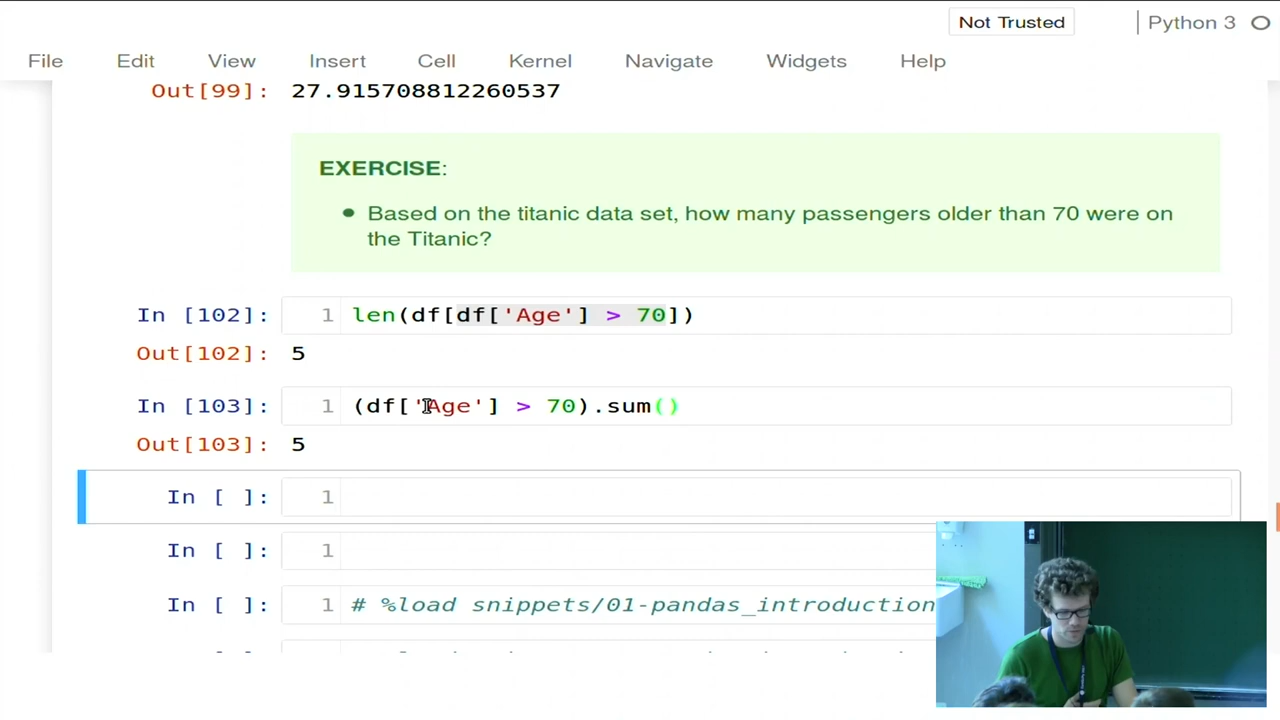 Not Trusted
Python 3
File Edit View Insert Cell Kernel Navigate Widgets Help
Out[99]: 27.915708812260537
EXERCISE:
Based on the titanic data set, how many passengers older than 70 were on
the Titanic?
In [102]: 1 len(df[df['Age'] > 70])
Out[102]: 5
In [103]: 1 (df['Age'] > 70).sum()
Out[103]: 5
In [ ]: 1
In [ ]: 1
In [ ]: 1 # %load snippets/01-pandas_introduction